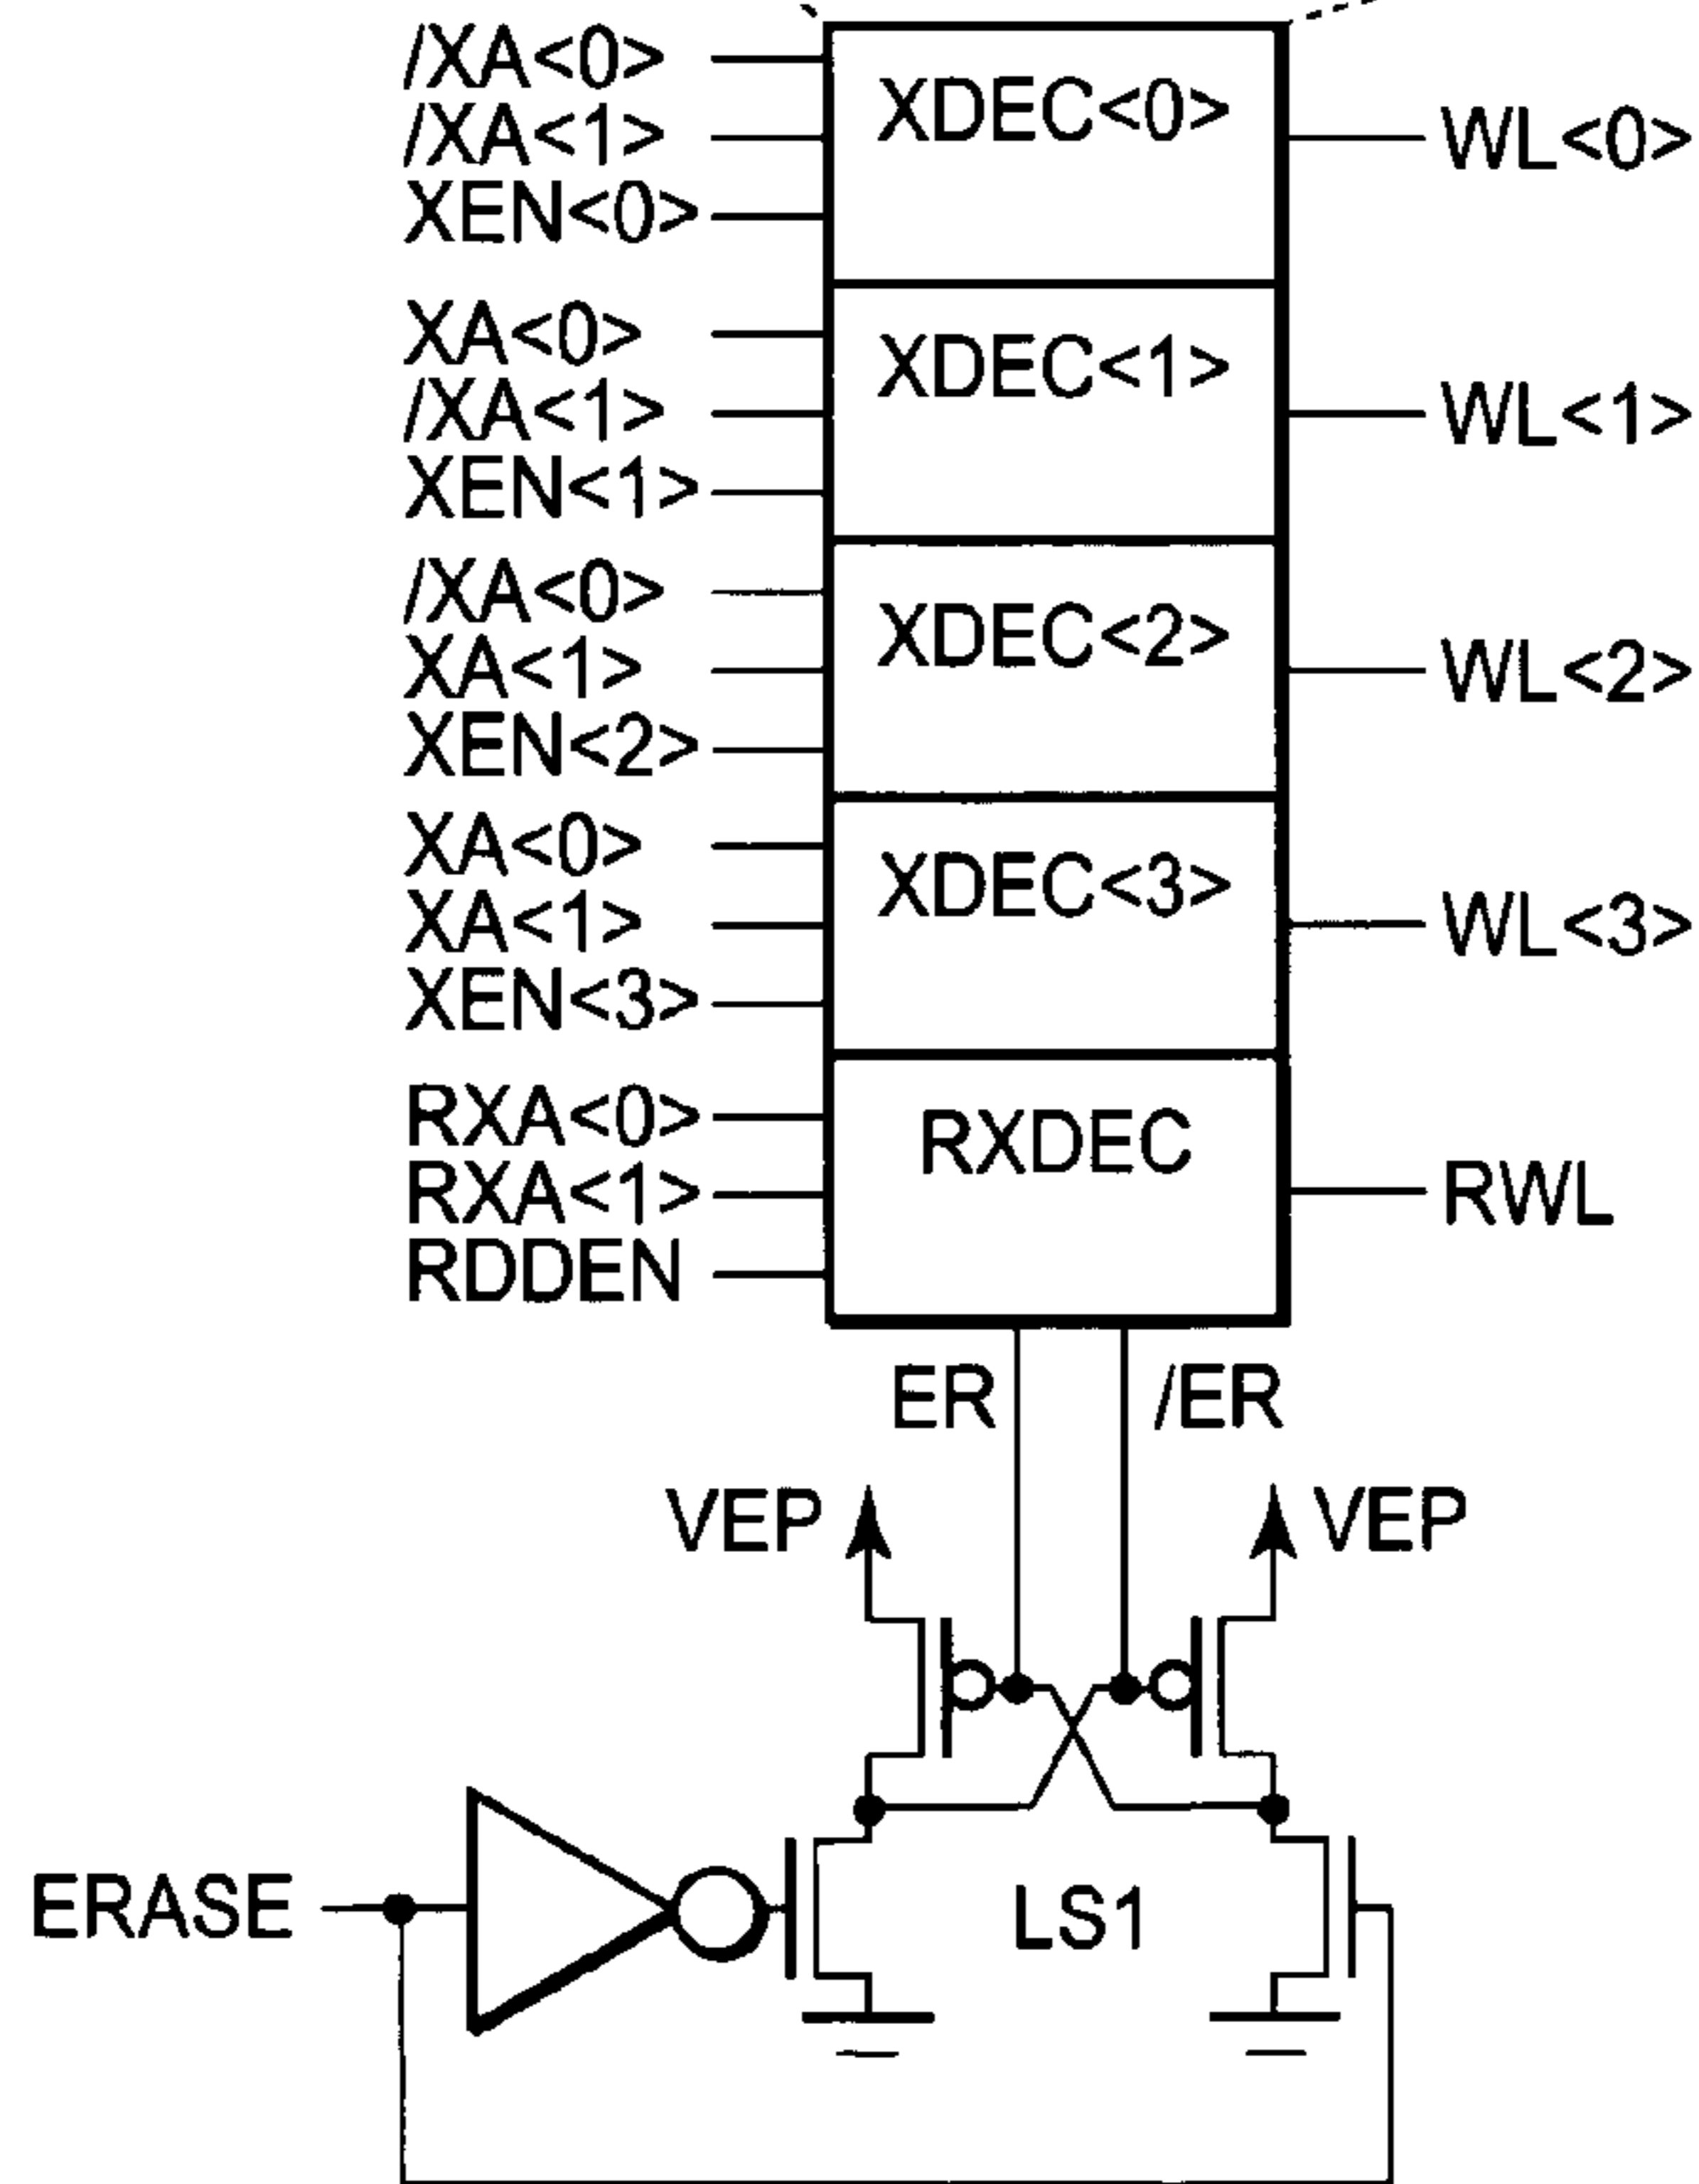 /XA<0>
/XA<1>
XEN<0>
XDEC<0>
WL<0>
XA<0>
/XA<1>
XEN<1>
XDEC<1>
WL<1>
/XA<0>
XA<1>
XEN<2>
XDEC<2>
WL<2>
XA<0>
XA<1>
XEN<3>
XDEC<3>
WL<3>
RXA<0>
RXA<1>
RDDEN
RXDEC
RWL
ER
/ER
VEP
VEP
ERASE
LS1